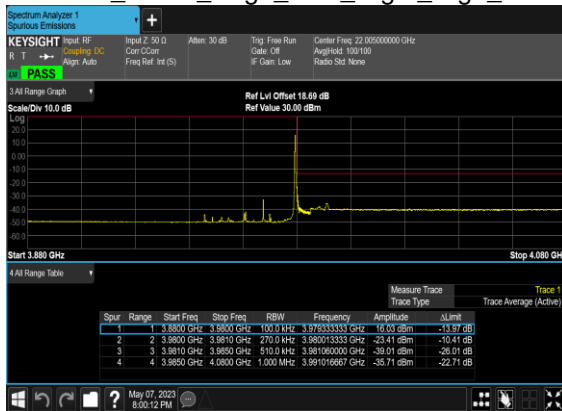 Spectrum Analyzer 1
Spurious Emissions
KEYSIGHT Input: RF Input Z: 50 Ω Atten: 30 dB Trig: Free Run Center Freq: 22.005000000 GHz
R T Coupling: DC Corr CCorr Gate: Off Avg|Hold: 100/100
Align: Auto Freq Ref: Int (S) IF Gain: Low Radio Std: None
PASS
3 All Range Graph
Ref Lvl Offset 18.69 dB
Scale/Div 10.0 dB Ref Value 30.00 dBm
Log
20.0
10.0
0.00
-10.0
-20.0
-30.0
-40.0
-50.0
-60.0
Start 3.880 GHz Stop 4.080 GH
4 All Range Table
Measure Trace Trace 1
Trace Type Trace Average (Active)
Spur Range Start Freq Stop Freq RBW Frequency Amplitude ΔLimit
1 1 3.8800 GHz 3.9800 GHz 100.0 kHz 3.979333333 GHz 16.03 dBm -13.97 dB
2 2 3.9800 GHz 3.9810 GHz 270.0 kHz 3.980013333 GHz -23.41 dBm -10.41 dB
3 3 3.9810 GHz 3.9850 GHz 510.0 kHz 3.981060000 GHz -39.01 dBm -26.01 dB
4 4 3.9850 GHz 4.0800 GHz 1.000 MHz 3.991016667 GHz -35.71 dBm -22.71 dB
May 07, 2023
8:00:12 PM